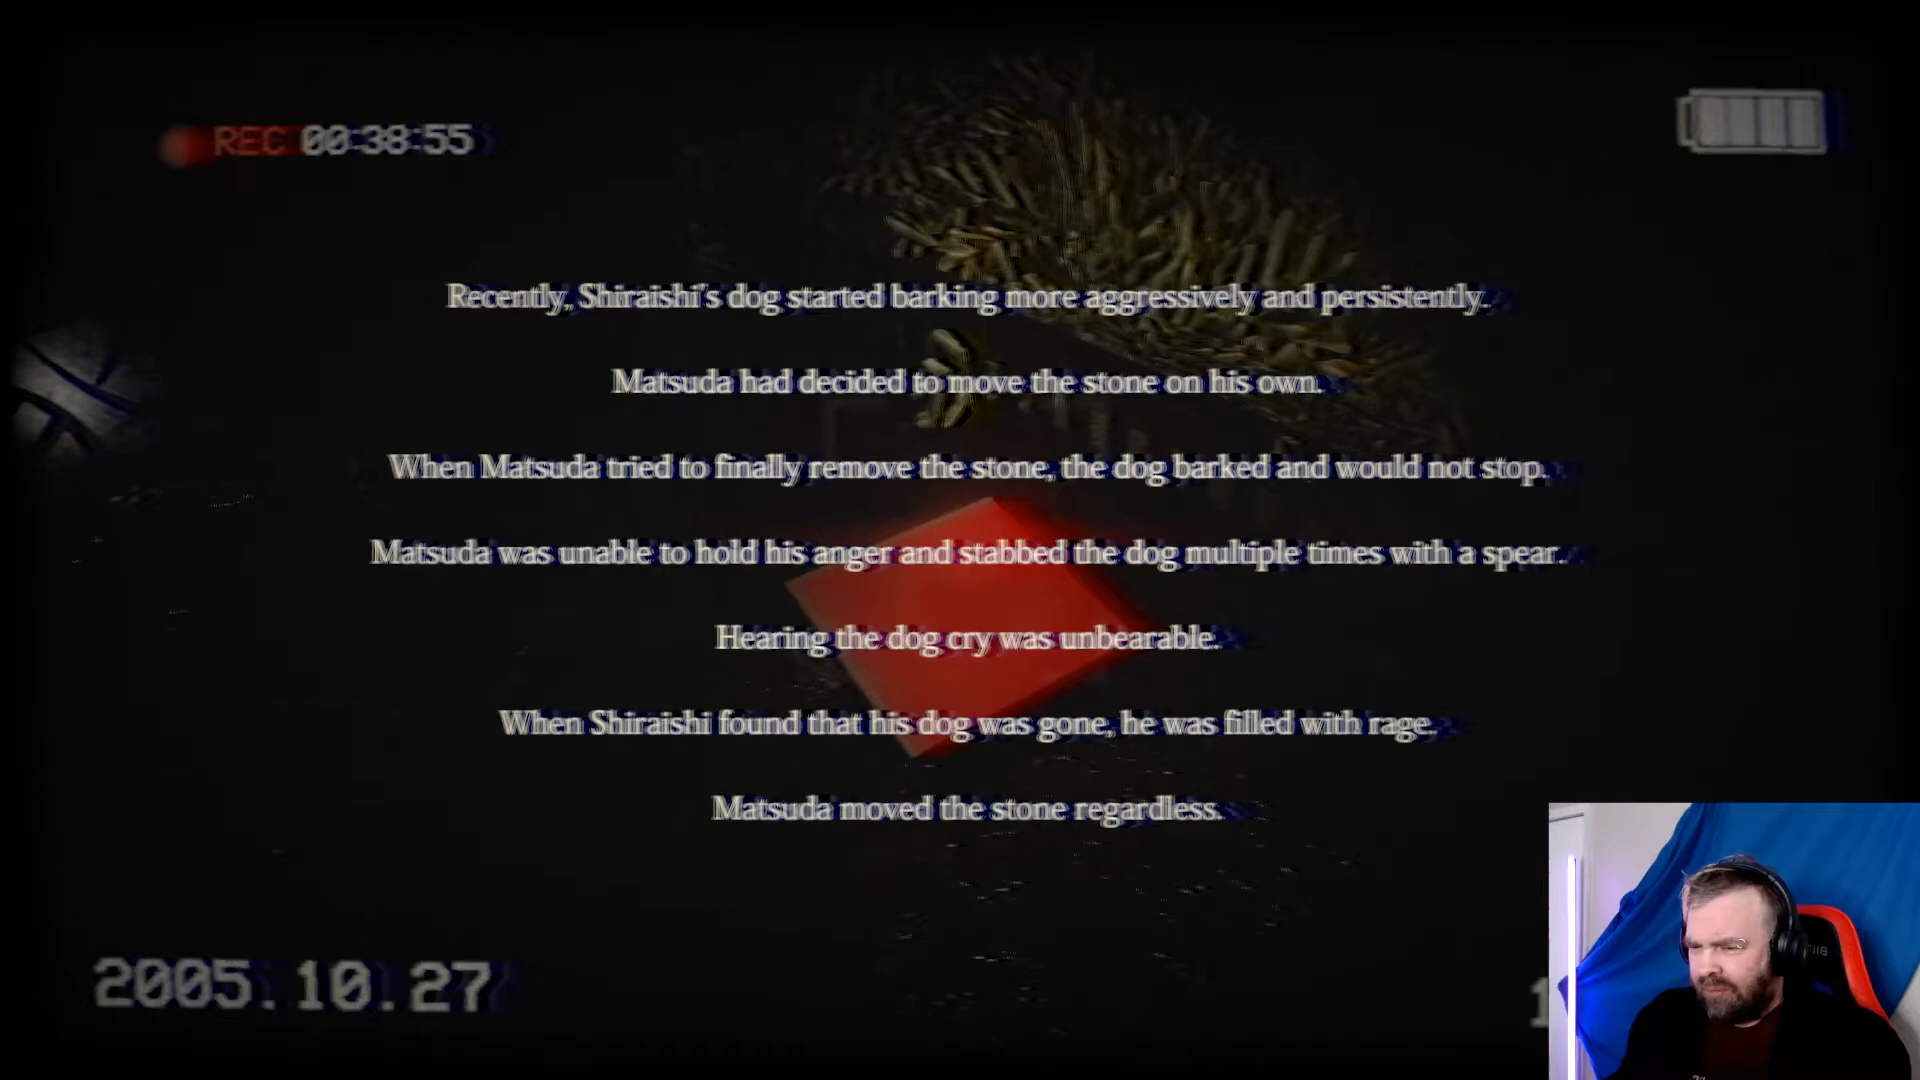 REC 00:38:55
Recently,, Shiraishi's dog started barking more aggressively and persistently.
Matsuda had decided to move the stone on his own.
When Matsuda tried to finally remove the stone, the dog barked and would not stop.
Matsuda was unable to hold his anger and stabbed the dog multiple times with a spear.
Hearing the dog cry was unbearable.
When Shiraishi found that his dog was gone, he was filled with rage.
Matsuda moved the stone regardless.
2005.10.27
1